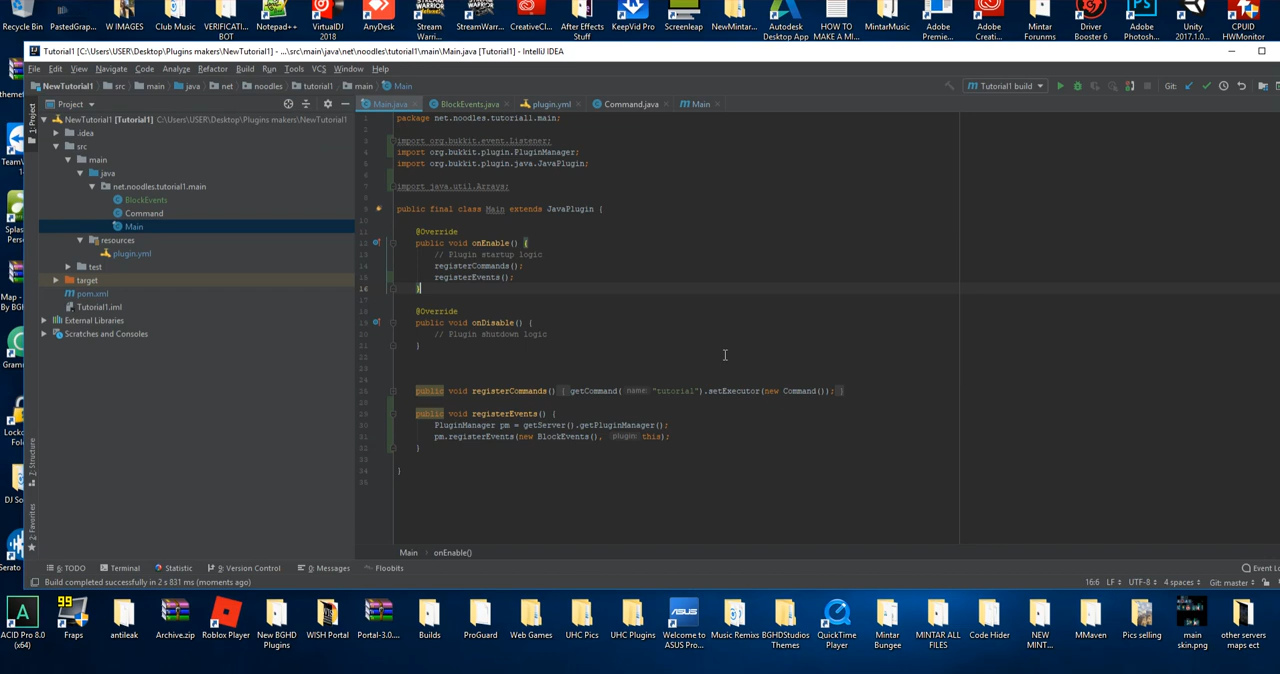 Recycle Bin
PastedGrap...
W IMAGES
Club Music
VERIFICATI... BOT
Notepad++
VirtualDJ 2018
AnyDesk
Stream Warri...
StreamWarr...
CreativeCl...
After Effects Stuff
KeepVid Pro
NewMintar...
Screenleap
Autodesk Desktop App
HOW TO MAKE A MI...
MintarMusic
Adobe Premie...
Adobe Creati...
Mintar Forunms
Driver Booster 6
Adobe Photosh...
Unity 2017.1.0...
CPUID HWMonitor
Tutorial1 [C:\Users\USER\Desktop\Plugins makers\NewTutorial1] - ...\src\main\java\net\noodles\tutorial1\main\Main.java [Tutorial1] - IntelliJ IDEA
File Edit View Navigate Code Analyze Refactor Build Run Tools VCS Window Help
NewTutorial1 src main java net noodles tutorial1 main Main
Tutorial1 build
Git:
Project
Main.java BlockEvents.java plugin.yml Command.java Main
1: Project
NewTutorial1 [Tutorial1] C:\Users\USER\Desktop\Plugins makers\NewTutorial1
.idea
src
main
java
net.noodles.tutorial1.main
BlockEvents
Command
Main
resources
plugin.yml
test
target
pom.xml
Tutorial1.iml
External Libraries
Scratches and Consoles
package net.noodles.tutorial1.main;
import org.bukkit.event.Listener;
import org.bukkit.plugin.PluginManager;
import org.bukkit.plugin.java.JavaPlugin;
import java.util.Arrays;
public final class Main extends JavaPlugin {
@Override
public void onEnable() {
// Plugin startup logic
registerCommands();
registerEvents();
}
@Override
public void onDisable() {
// Plugin shutdown logic
}
public void registerCommands() { getCommand( name: "tutorial").setExecutor(new Command()); }
public void registerEvents() {
PluginManager pm = getServer().getPluginManager();
pm.registerEvents(new BlockEvents(), plugin: this);
}
}
Main onEnable()
7: Structure
2: Favorites
6: TODO Terminal Statistic 9: Version Control 0: Messages Floobits
Event Lo
Build completed successfully in 2 s 831 ms (moments ago)
16:6 LF UTF-8 4 spaces Git: master
ACID Pro 8.0 (x64)
99
Fraps
antileak
Archive.zip
Roblox Player
New BGHD Plugins
WISH Portal
Portal-3.0....
Builds
ProGuard
Web Games
UHC Pics
UHC Plugins
Welcome to ASUS Pro...
Music Remixs
BGHDStudios Themes
QuickTime Player
Mintar Bungee
MINTAR ALL FILES
Code Hider
NEW MINT...
MMaven
Pics selling
main skin.png
other servers maps ect